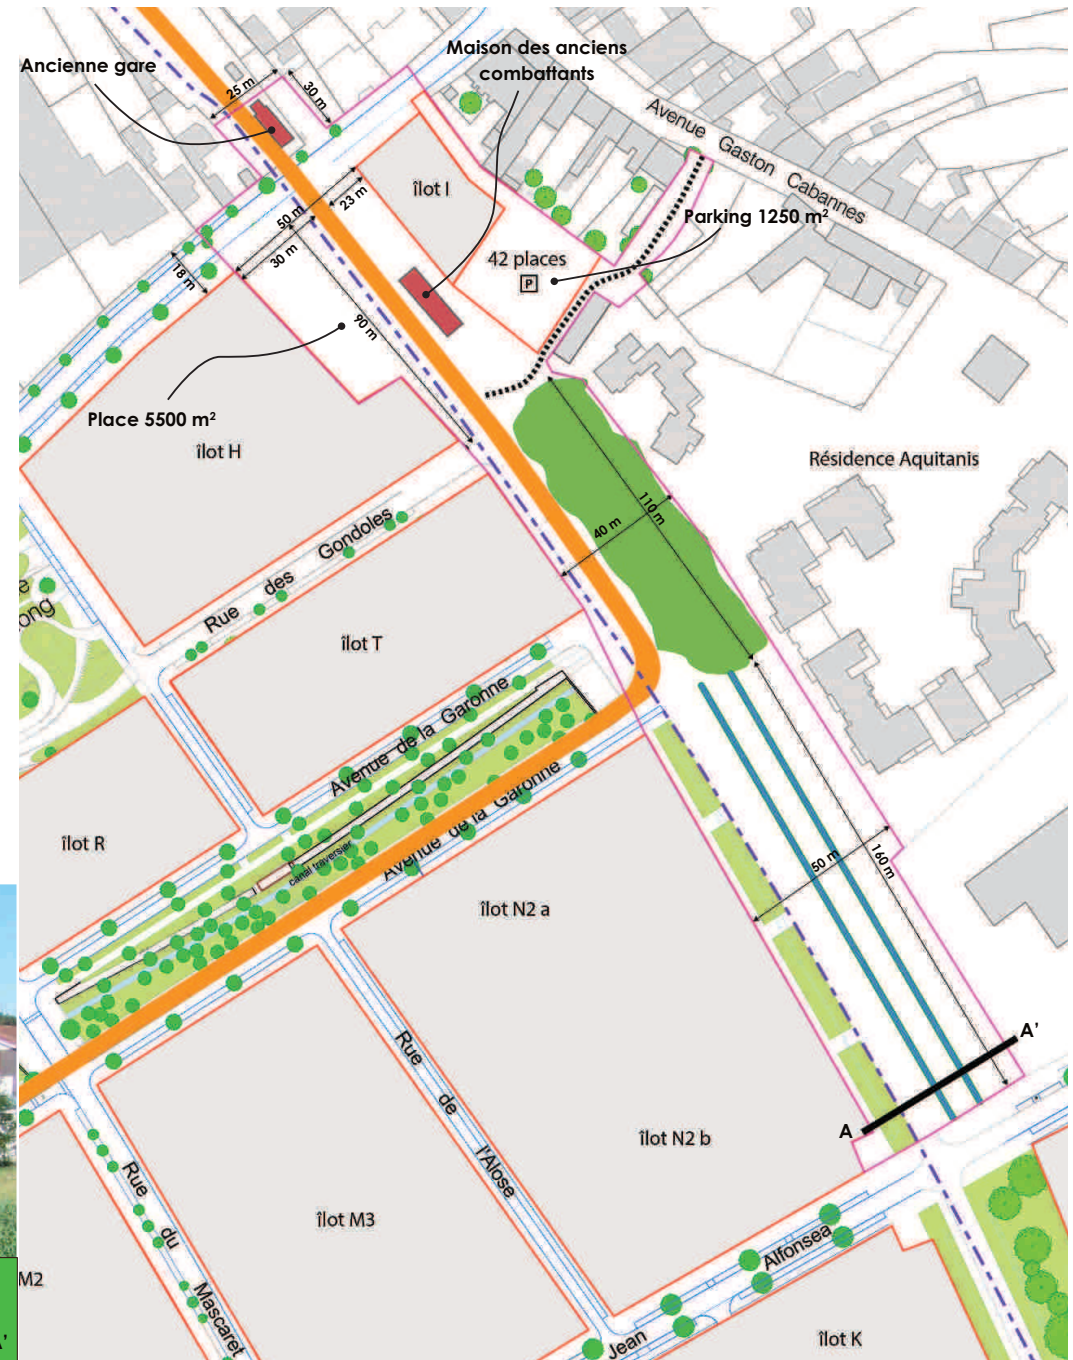 Maison des anciens
combattants
Ancienne gare
25 m
30 m
Avenue Gaston Cabannes
îlot I
23 m
50 m
30 m
18 m
Parking 1250 m²
42 places
P
90 m
Place 5500 m²
îlot H
Résidence Aquitanis
110 m
40 m
Rue des Gondoles
ong
îlot T
Avenue de la Garonne
canal traversier
Avenue de la Garonne
îlot R
50 m
160 m
îlot N2 a
A'
A
Rue de l'Alose
îlot N2 b
Rue du Mascaret
îlot M3
M2
Jean Alfonsea
îlot K
A'